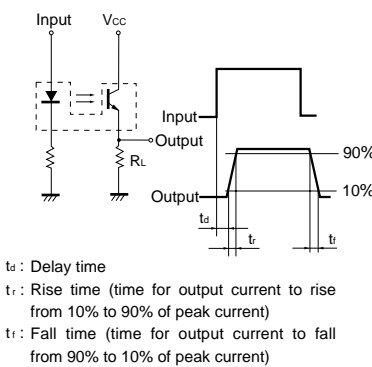 Input Vcc
Input
Output
RL
90%
Output
10%
td
tr
tf
td : Delay time
tr : Rise time (time for output current to rise
from 10% to 90% of peak current)
tf : Fall time (time for output current to fall
from 90% to 10% of peak current)